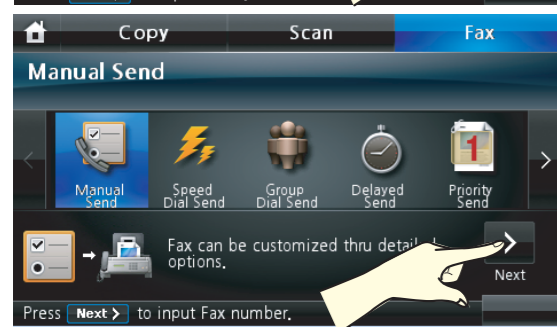 Copy Scan Fax
Manual Send
Manual Send
Speed Dial Send
Group Dial Send
Delayed Send
1
Priority Send
Fax can be customized thru
options.
Next
Press Next > to input Fax number.